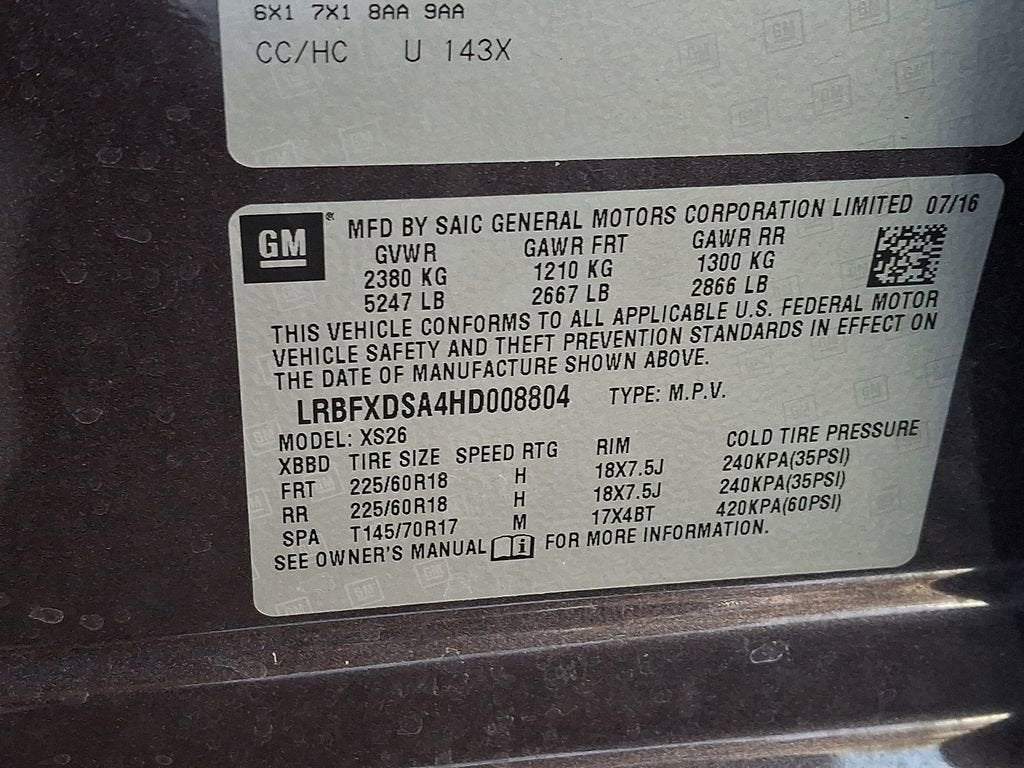 6X1 7X1 8AA 9AA
CC/HC U 143X
GM ® MFD BY SAIC GENERAL MOTORS CORPORATION LIMITED 07/16
GVWR GAWR FRT GAWR RR
2380 KG 1210 KG 1300 KG
5247 LB 2667 LB 2866 LB
THIS VEHICLE CONFORMS TO ALL APPLICABLE U.S. FEDERAL MOTOR
VEHICLE SAFETY AND THEFT PREVENTION STANDARDS IN EFFECT ON
THE DATE OF MANUFACTURE SHOWN ABOVE.
LRBFXDSA4HD008804 TYPE: M.P.V.
MODEL: XS26
XBBD TIRE SIZE SPEED RTG RIM COLD TIRE PRESSURE
FRT 225/60R18 H 18X7.5J 240KPA(35PSI)
RR 225/60R18 H 18X7.5J 240KPA(35PSI)
SPA T145/70R17 M 17X4BT 420KPA(60PSI)
SEE OWNER'S MANUAL i FOR MORE INFORMATION.